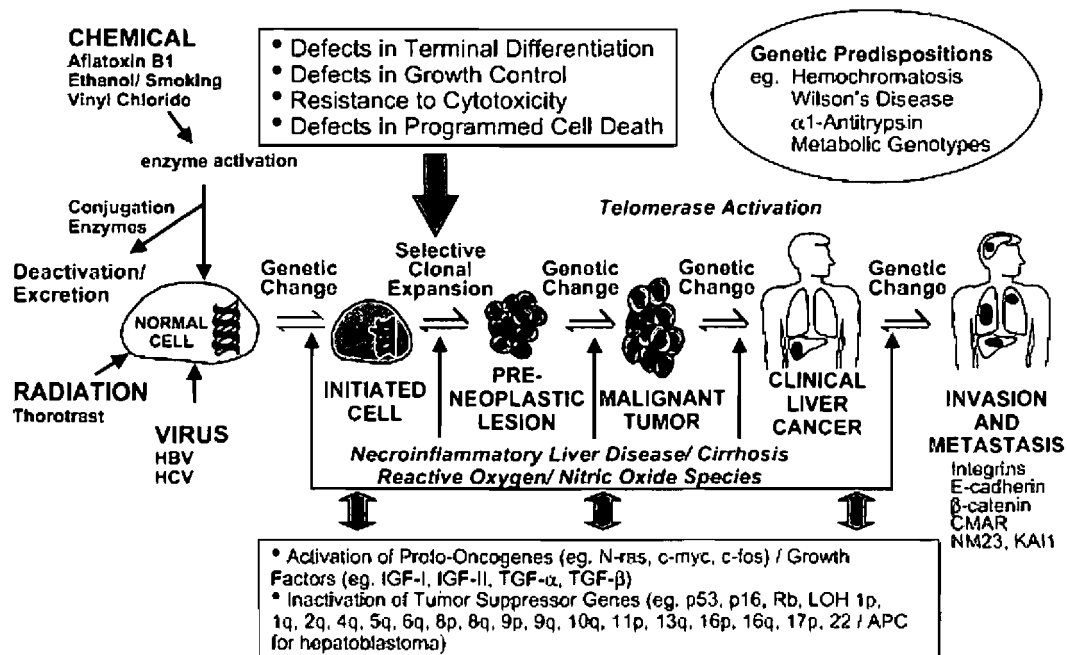 CHEMICAL
Aflatoxin B1
Ethanol/ Smoking
Vinyl Chloride
enzyme activation
Conjugation
Enzymes
Deactivation/
Excretion
NORMAL
CELL
RADIATION
Thorotrast
VIRUS
HBV
HCV
• Defects in Terminal Differentiation
• Defects in Growth Control
• Resistance to Cytotoxicity
• Defects in Programmed Cell Death
Genetic Predispositions
eg. Hemochromatosis
Wilson's Disease
α1-Antitrypsin
Metabolic Genotypes
Telomerase Activation
Genetic
Change
Selective
Clonal
Expansion
Genetic
Change
Genetic
Change
Genetic
Change
INITIATED
CELL
PRE-
NEOPLASTIC
LESION
MALIGNANT
TUMOR
CLINICAL
LIVER
CANCER
INVASION
AND
METASTASIS
Integrins
E-cadherin
β-catenin
CMAR
NM23, KAI1
Necroinflammatory Liver Disease/ Cirrhosis
Reactive Oxygen/ Nitric Oxide Species
• Activation of Proto-Oncogenes (eg. N-ras, c-myc, c-fos) / Growth
Factors (eg. IGF-I, IGF-II, TGF-α, TGF-β)
• Inactivation of Tumor Suppressor Genes (eg. p53, p16, Rb, LOH 1p,
1q, 2q, 4q, 5q, 6q, 8p, 8q, 9p, 9q, 10q, 11p, 13q, 16p, 16q, 17p, 22 / APC
for hepatoblastoma)